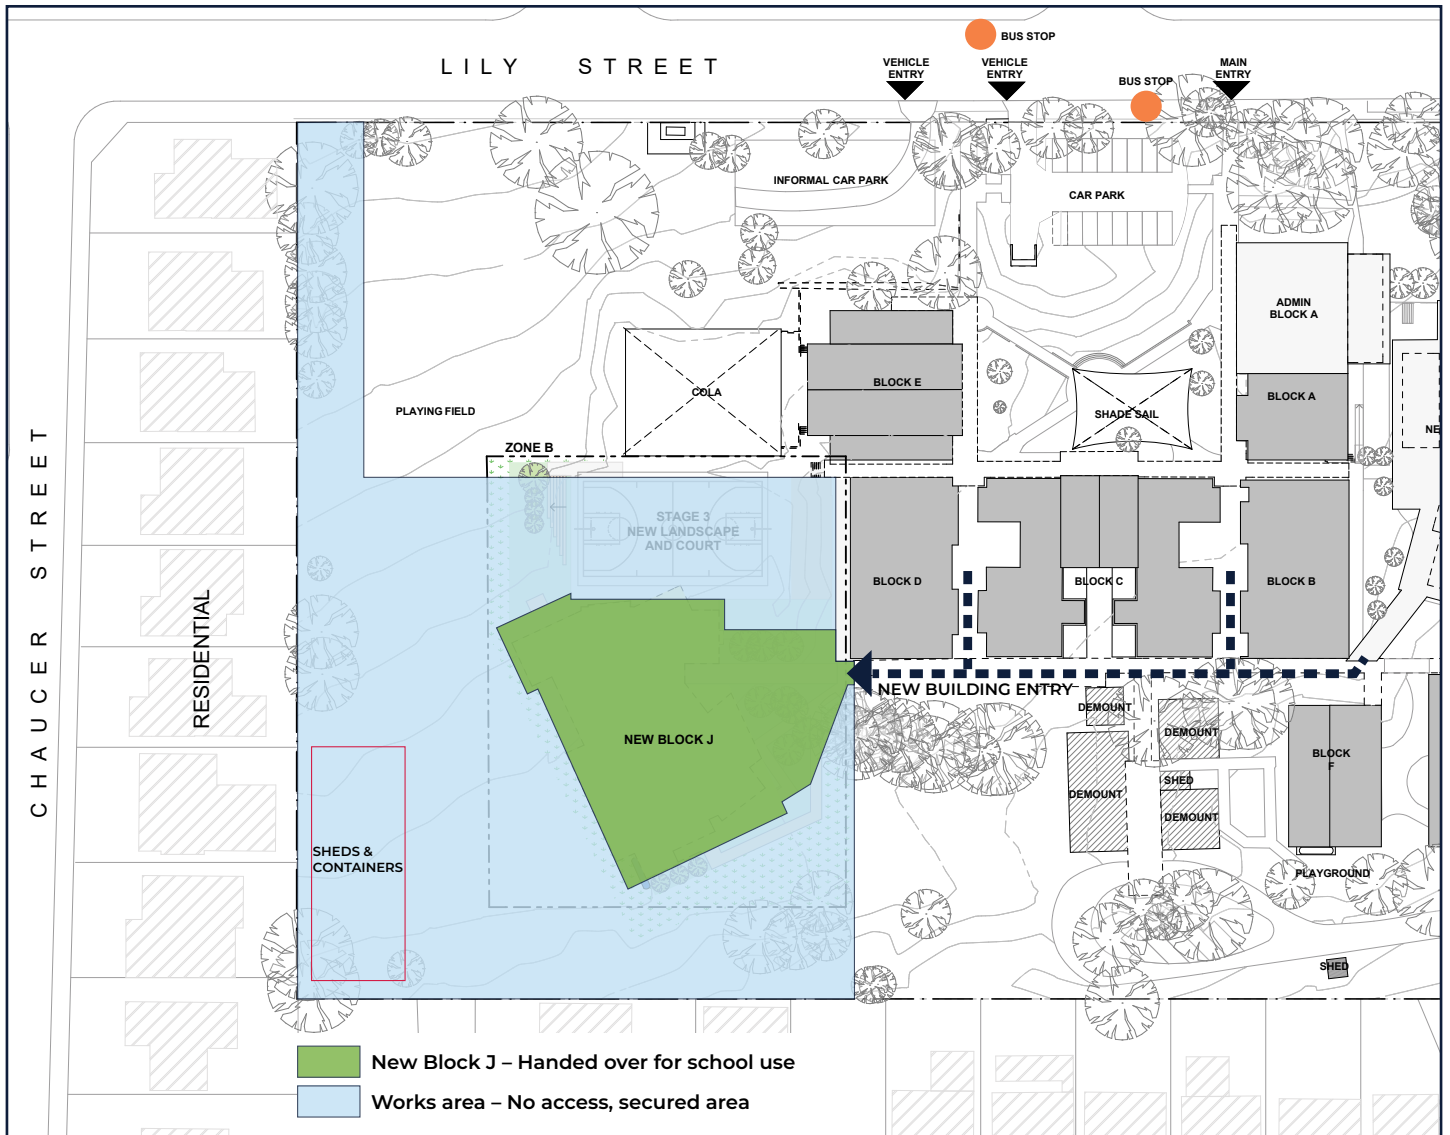 BUS STOP
LILY STREET
VEHICLE
ENTRY
VEHICLE
ENTRY
MAIN
ENTRY
BUS STOP
INFORMAL CAR PARK
CAR PARK
ADMIN
BLOCK A
BLOCK E
COLA
BLOCK A
PLAYING FIELD
SHADE SAIL
NE
ZONE B
STAGE 3
NEW LANDSCAPE
AND COURT
CHAUCER STREET
RESIDENTIAL
BLOCK D
BLOCK C
BLOCK B
NEW BUILDING ENTRY
DEMOUNT
DEMOUNT
NEW BLOCK J
BLOCK
F
SHED
DEMOUNT
DEMOUNT
SHEDS &
CONTAINERS
PLAYGROUND
SHED
New Block J – Handed over for school use
Works area – No access, secured area